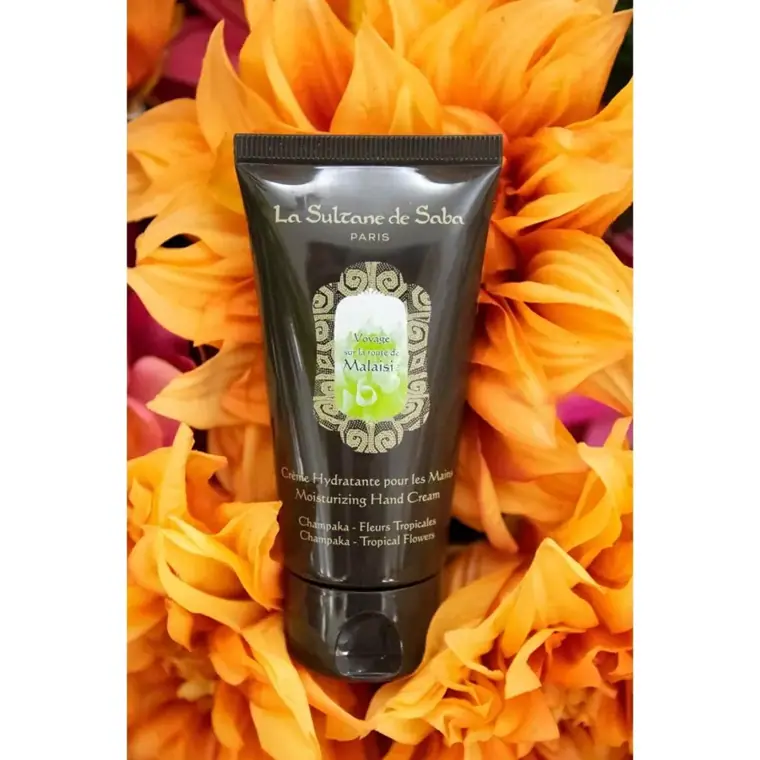 La Sultane de Saba
PARIS
Voyage
sur la route de
Malaisi
Crème Hydratante pour les Mains
Moisturizing Hand Cream
Champaka - Fleurs Tropicales
Champaka - Tropical Flowers